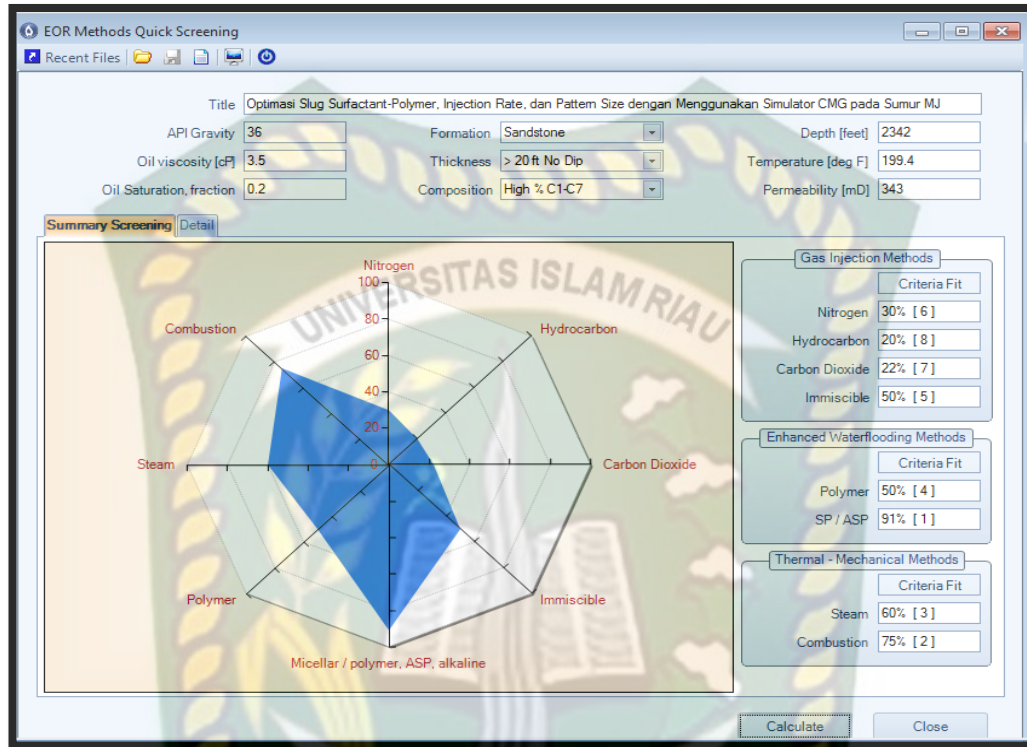 EOR Methods Quick Screening
Recent Files
Title Optimasi Slug Surfactant-Polymer, Injection Rate, dan Pattern Size dengan Menggunakan Simulator CMG pada Sumur MJ
API Gravity 36 Formation Sandstone Depth [feet] 2342
Oil viscosity [cP] 3.5 Thickness > 20 ft No Dip Temperature [deg F] 199.4
Oil Saturation, fraction 0.2 Composition High % C1-C7 Permeability [mD] 343
Summary Screening Detail
UNIVERSITAS ISLAM RIAU
Nitrogen
100
80
60
40
20
0
Hydrocarbon
Carbon Dioxide
Immiscible
Micellar / polymer, ASP, alkaline
Polymer
Steam
Combustion
Gas Injection Methods
Criteria Fit
Nitrogen 30% [ 6 ]
Hydrocarbon 20% [ 8 ]
Carbon Dioxide 22% [ 7 ]
Immiscible 50% [ 5 ]
Enhanced Waterflooding Methods
Criteria Fit
Polymer 50% [ 4 ]
SP / ASP 91% [ 1 ]
Thermal - Mechanical Methods
Criteria Fit
Steam 60% [ 3 ]
Combustion 75% [ 2 ]
Calculate Close